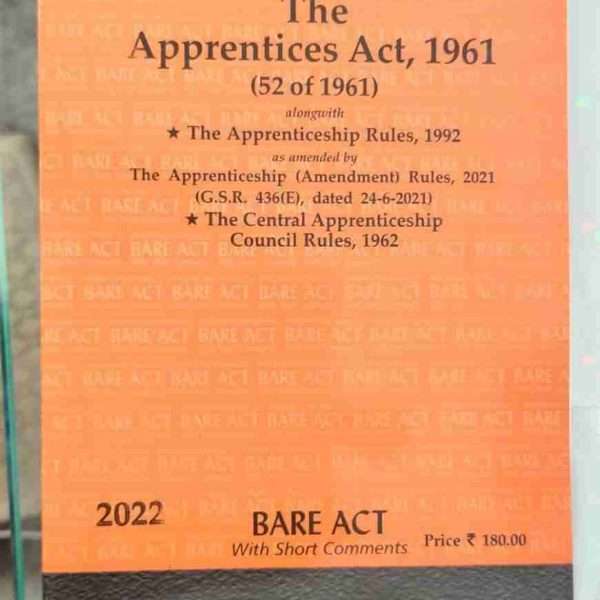 The
Apprentices Act, 1961
(52 of 1961)
alongwith
★ The Apprenticeship Rules, 1992
as amended by
The Apprenticeship (Amendment) Rules, 2021
(G.S.R. 436(E), dated 24-6-2021)
★ The Central Apprenticeship
Council Rules, 1962
2022
BARE ACT
With Short Comments
Price ₹ 180.00